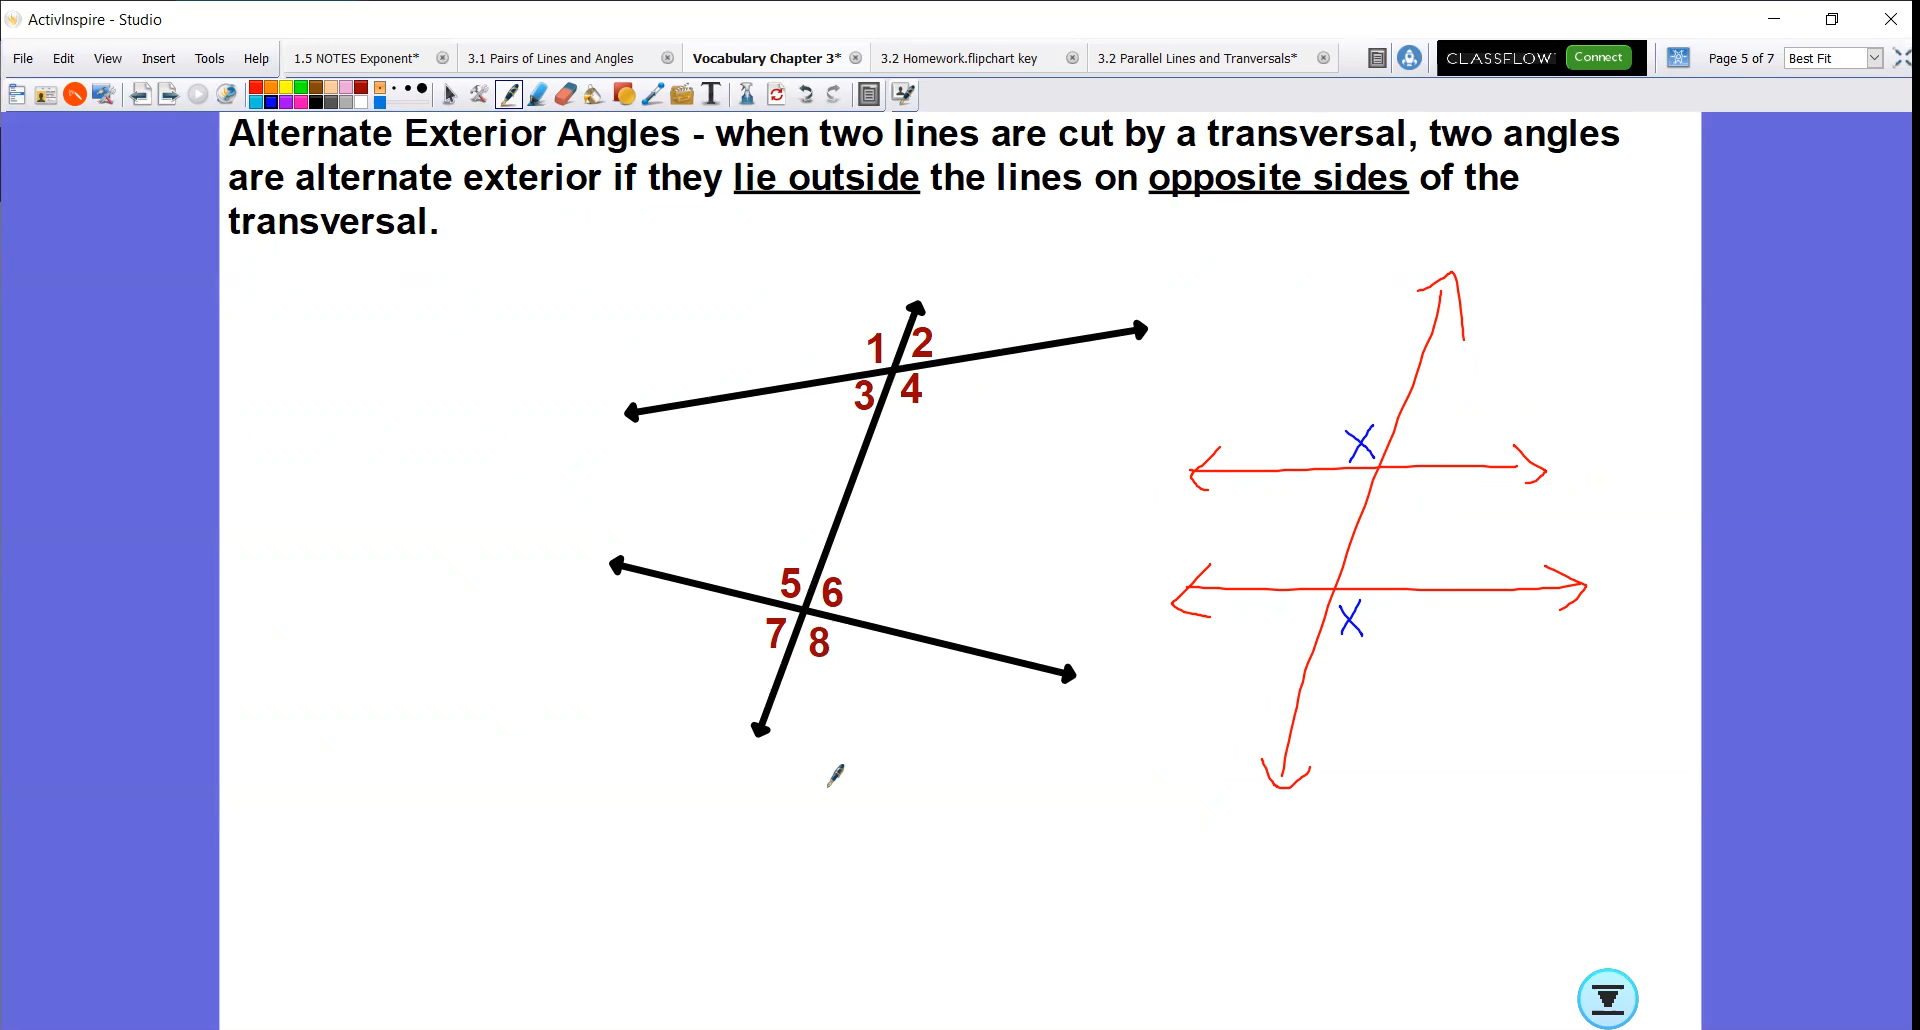 ActivInspire - Studio
File Edit View Insert Tools Help 1.5 NOTES Exponent* 3.1 Pairs of Lines and Angles Vocabulary Chapter 3* 3.2 Homework.flipchart key 3.2 Parallel Lines and Tranversals* CLASSFLOW Connect Page 5 of 7 Best Fit
T
Alternate Exterior Angles - when two lines are cut by a transversal, two angles
are alternate exterior if they lie outside the lines on opposite sides of the
transversal.
1 2
3 4
X
5 6
7 8
X